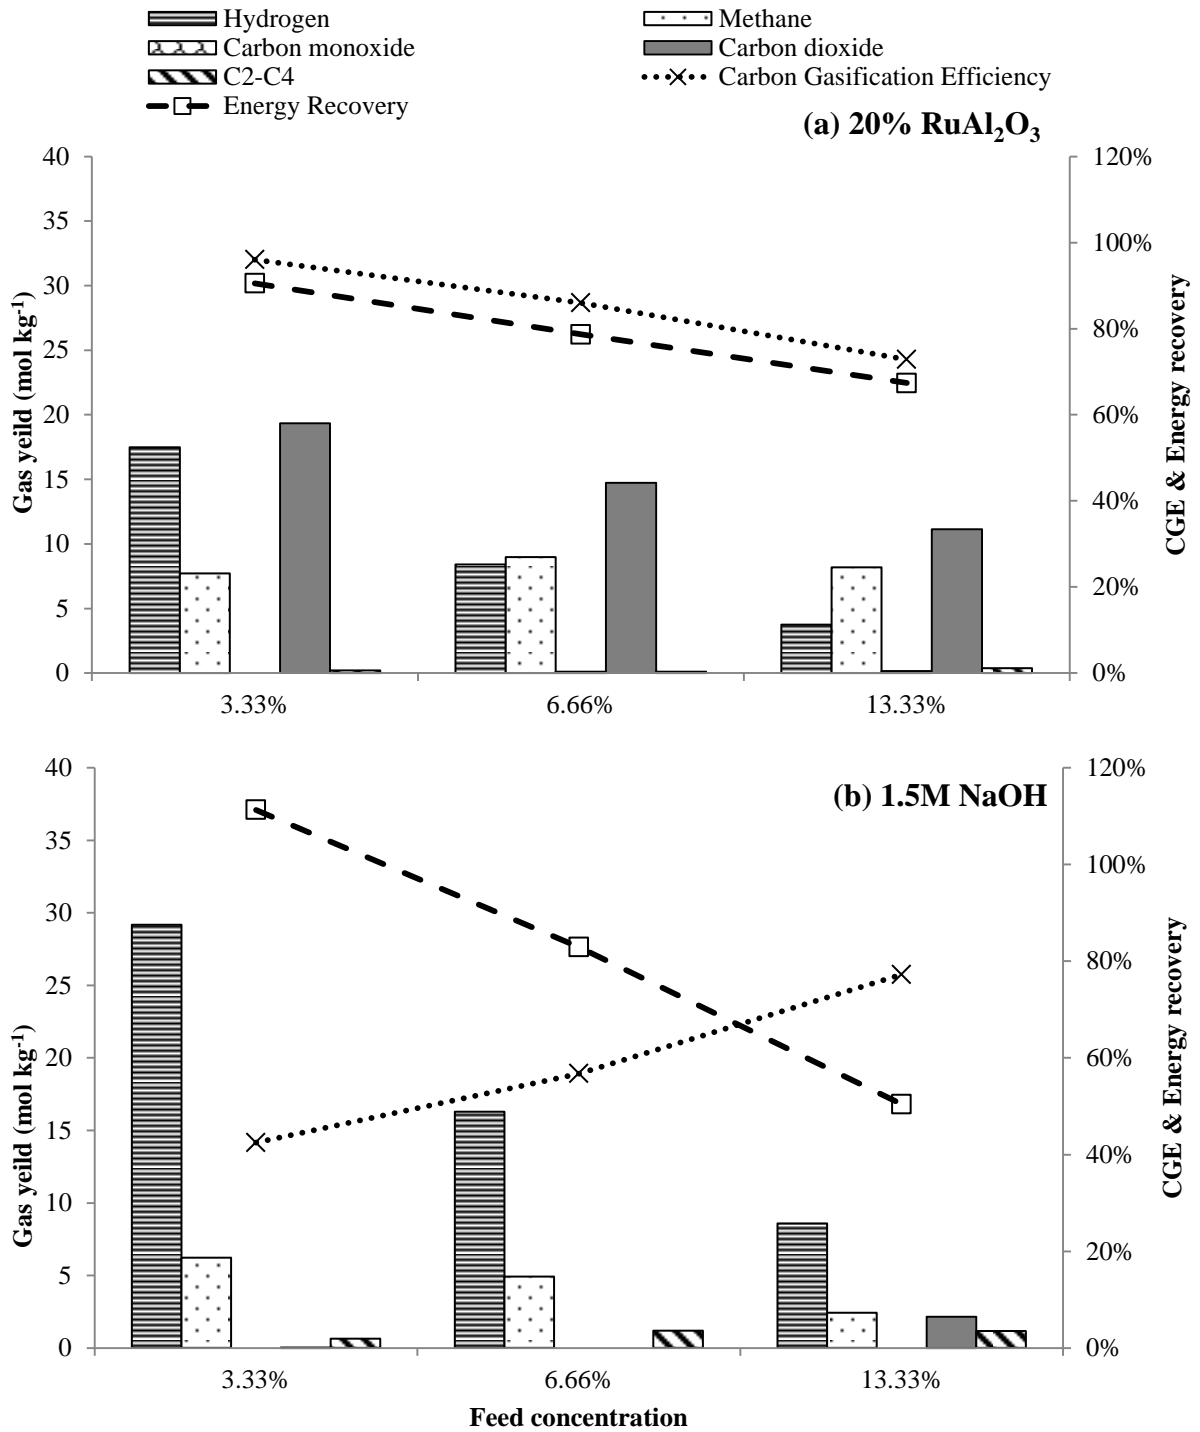 Hydrogen
Methane
Carbon monoxide
Carbon dioxide
C2-C4
Carbon Gasification Efficiency
Energy Recovery
(a) 20% RuAl₂O₃
40
35
30
25
20
15
10
5
0
Gas yeild (mol kg⁻¹)
120%
100%
80%
60%
40%
20%
0%
CGE & Energy recovery
3.33%
6.66%
13.33%
(b) 1.5M NaOH
40
35
30
25
20
15
10
5
0
Gas yeild (mol kg⁻¹)
120%
100%
80%
60%
40%
20%
0%
CGE & Energy recovery
3.33%
6.66%
13.33%
Feed concentration